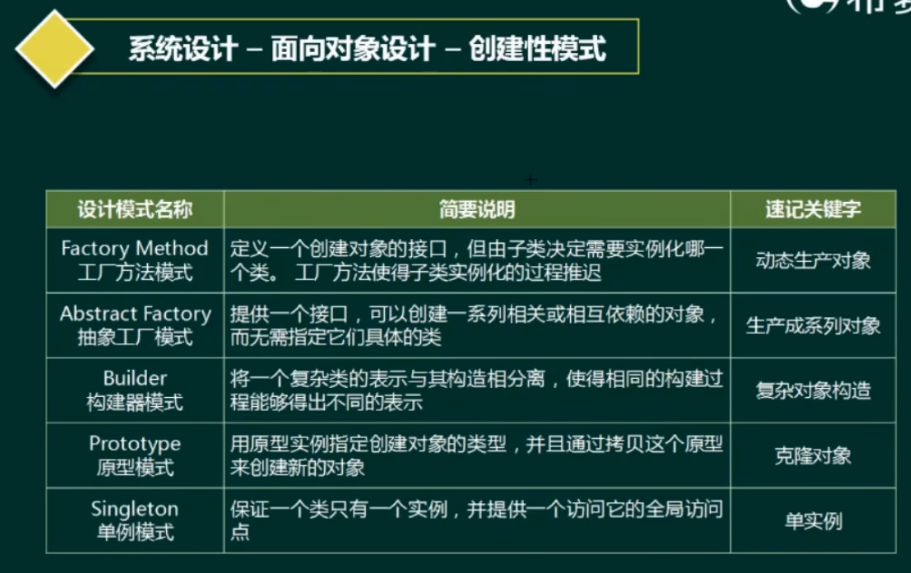 系统设计 – 面向对象设计 – 创建性模式
设计模式名称 简要说明 速记关键字
Factory Method
工厂方法模式
定义一个创建对象的接口，但由子类决定需要实例化哪一
个类。 工厂方法使得子类实例化的过程推迟
动态生产对象
Abstract Factory
抽象工厂模式
提供一个接口，可以创建一系列相关或相互依赖的对象，
而无需指定它们具体的类
生产成系列对象
Builder
构建器模式
将一个复杂类的表示与其构造相分离，使得相同的构建过
程能够得出不同的表示
复杂对象构造
Prototype
原型模式
用原型实例指定创建对象的类型，并且通过拷贝这个原型
来创建新的对象
克隆对象
Singleton
单例模式
保证一个类只有一个实例，并提供一个访问它的全局访问
点
单实例